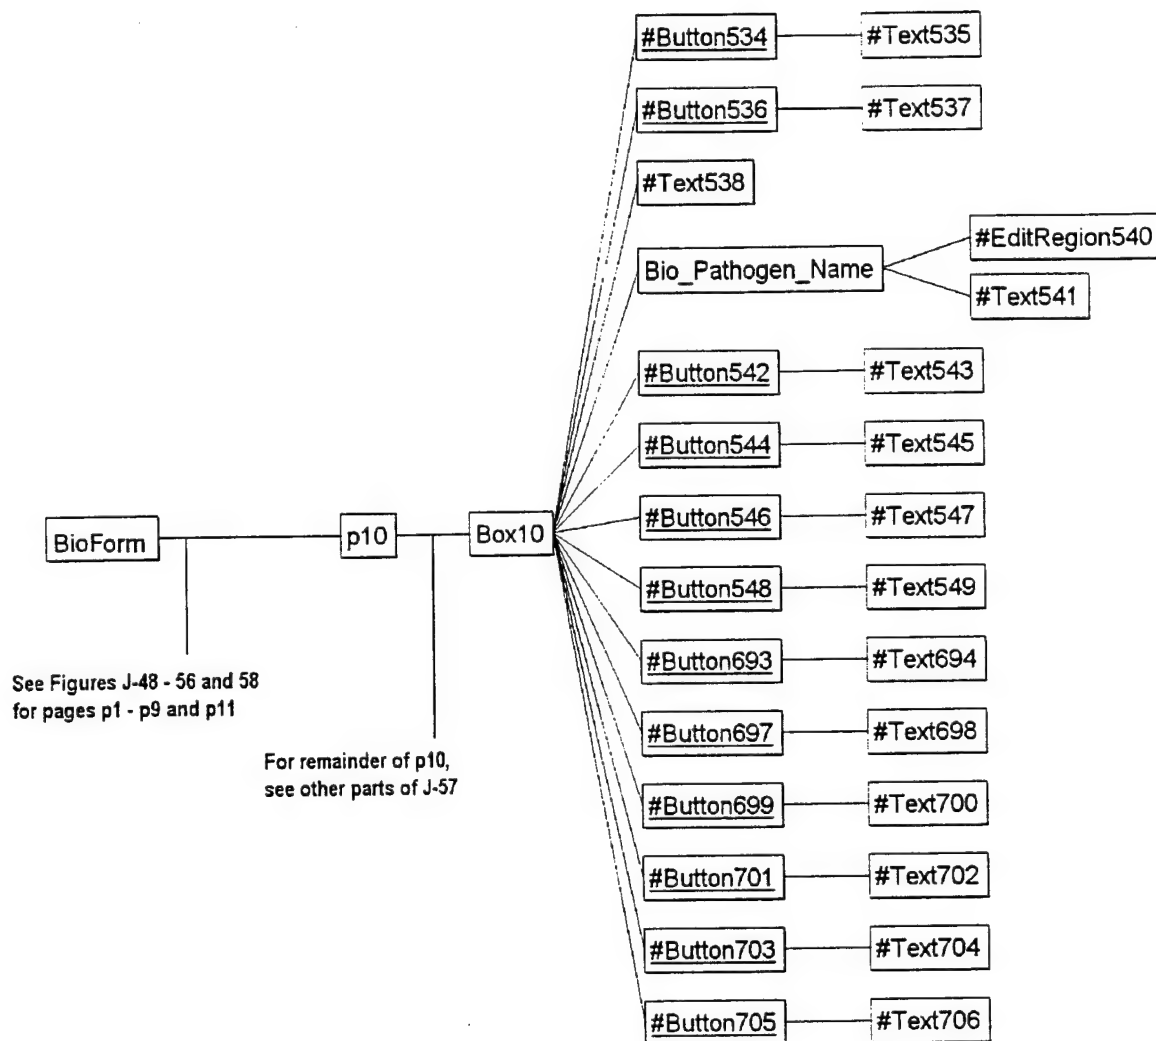 #Button534
#Text535
#Button536
#Text537
#Text538
Bio_Pathogen_Name
#EditRegion540
#Text541
#Button542
#Text543
#Button544
#Text545
#Button546
#Text547
#Button548
#Text549
#Button693
#Text694
#Button697
#Text698
#Button699
#Text700
#Button701
#Text702
#Button703
#Text704
#Button705
#Text706
BioForm
p10
Box10
See Figures J-48 - 56 and 58
for pages p1 - p9 and p11
For remainder of p10,
see other parts of J-57